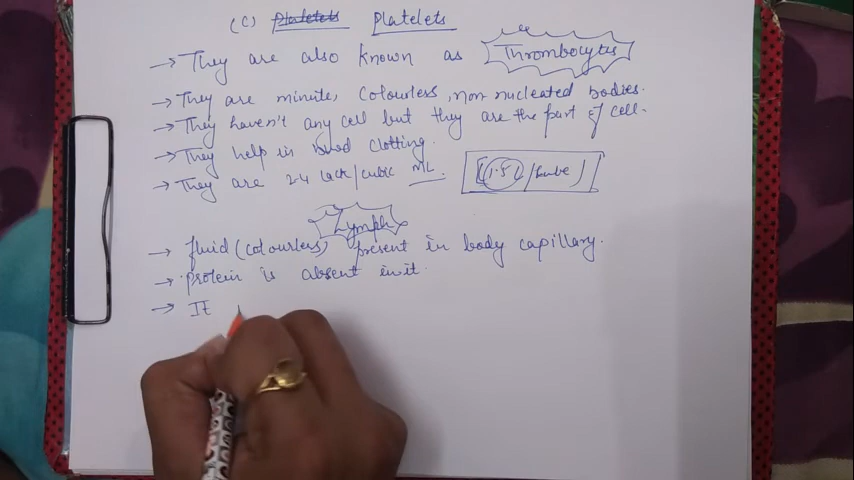 (C) Platelets Platelets
→ They are also known as Thrombocytes
→ They are minute, Colourless, non nucleated bodies.
→ They haven't any cell but they are the part of cell.
→ They help in blood clotting.
→ They are 2-4 lack/cubic ML.
Lymph
→ fluid (colourless) present in body capillary.
→ protein is absent in it.
→ It